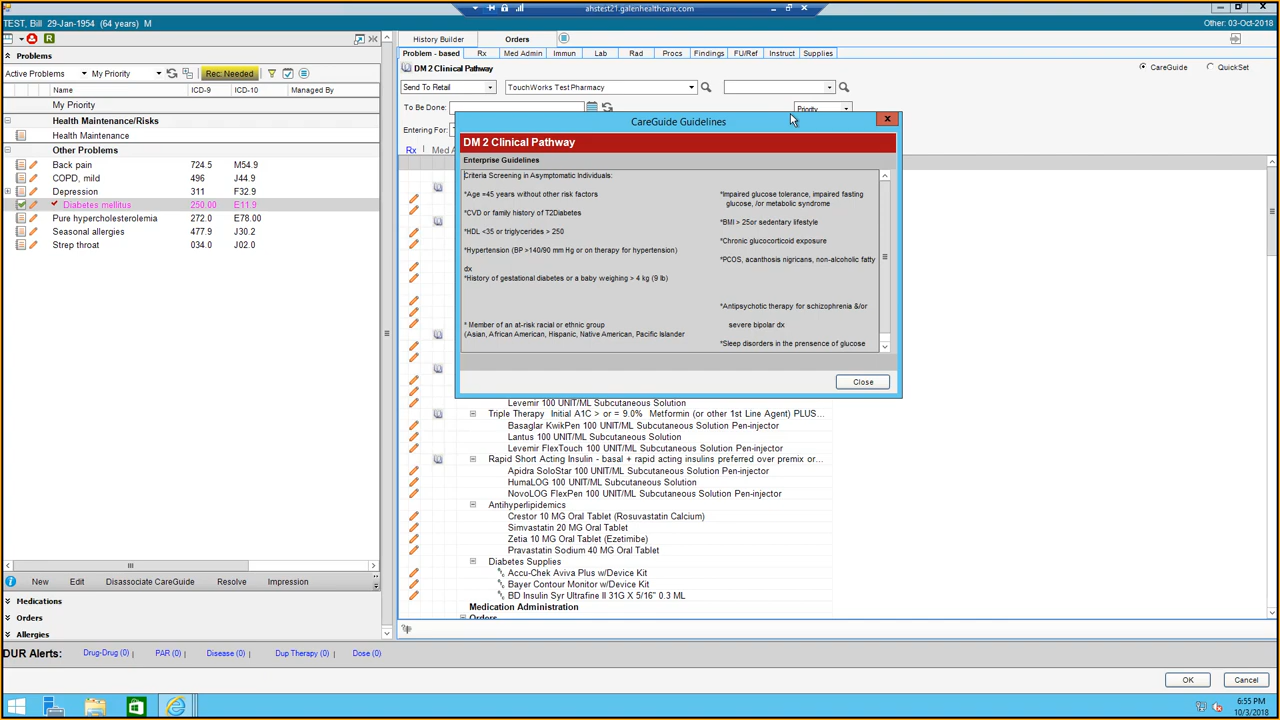 ahstest21.galenhealthcare.com
TEST, Bill 29-Jan-1954 (64 years) M
Other: 03-Oct-2018
R
Problems
Active Problems
My Priority
Rec: Needed
Name ICD-9 ICD-10 Managed By
My Priority
Health Maintenance/Risks
Health Maintenance
Other Problems
Back pain 724.5 M54.9
COPD, mild 496 J44.9
Depression 311 F32.9
Diabetes mellitus 250.00 E11.9
Pure hypercholesterolemia 272.0 E78.00
Seasonal allergies 477.9 J30.2
Strep throat 034.0 J02.0
New Edit Disassociate CareGuide Resolve Impression
Medications
Orders
Allergies
History Builder Orders
Problem - based Rx Med Admin Immun Lab Rad Procs Findings FU/Ref Instruct Supplies
DM 2 Clinical Pathway
CareGuide QuickSet
Send To Retail TouchWorks TestPharmacy
To Be Done: Priority
Entering For:
Rx Med A
CareGuide Guidelines
DM 2 Clinical Pathway
Enterprise Guidelines
Criteria Screening in Asymptomatic Individuals:
*Age =45 years without other risk factors
*CVD or family history of T2Diabetes
*HDL <35 or triglycerides > 250
*Hypertension (BP >140/90 mm Hg or on therapy for hypertension)
dx
*History of gestational diabetes or a baby weighing > 4 kg (9 lb)
* Member of an at-risk racial or ethnic group
(Asian, African American, Hispanic, Native American, Pacific Islander
*Impaired glucose tolerance, impaired fasting
glucose, /or metabolic syndrome)
*BMI > 25or sedentary lifestyle
*Chronic glucocorticoid exposure
*PCOS, acanthosis nigricans, non-alcoholic fatty
*Antipsychotic therapy for schizophrenia &/or
severe bipolar dx
*Sleep disorders in the prensence of glucose
Close
Levemir 100 UNIT/ML Subcutaneous Solution
Triple Therapy Initial A1C > or = 9.0% Metformin (or other 1st Line Agent) PLUS...
Basaglar KwikPen 100 UNIT/ML Subcutaneous Solution Pen-injector
Lantus 100 UNIT/ML Subcutaneous Solution
Levemir FlexTouch 100 UNIT/ML Subcutaneous Solution Pen-injector
Rapid Short Acting Insulin - basal + rapid acting insulins preferred over premix or...
Apidra SoloStar 100 UNIT/ML Subcutaneous Solution Pen-injector
HumaLOG 100 UNIT/ML Subcutaneous Solution
NovoLOG FlexPen 100 UNIT/ML Subcutaneous Solution Pen-injector
Antihyperlipidemics
Crestor 10 MG Oral Tablet (Rosuvastatin Calcium)
Simvastatin 20 MG Oral Tablet
Zetia 10 MG Oral Tablet (Ezetimibe)
Pravastatin Sodium 40 MG Oral Tablet
Diabetes Supplies
Accu-Chek Aviva Plus w/Device Kit
Bayer Contour Monitor w/Device Kit
BD Insulin Syr Ultrafine II 31G X 5/16" 0.3 ML
Medication Administration
Orders
DUR Alerts: Drug-Drug (0) | PAR (0) | Disease (0) | Dup Therapy (0) | Dose (0)
OK Cancel
6:55 PM
10/3/2018